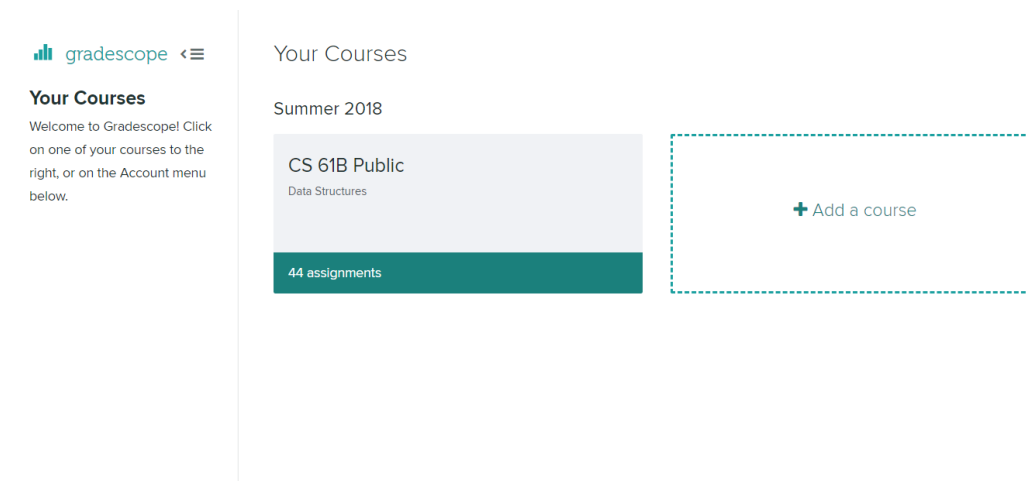 gradescope
Your Courses
Welcome to Gradescope! Click
on one of your courses to the
right, or on the Account menu
below.
Your Courses
Summer 2018
CS 61B Public
Data Structures
44 assignments
Add a course